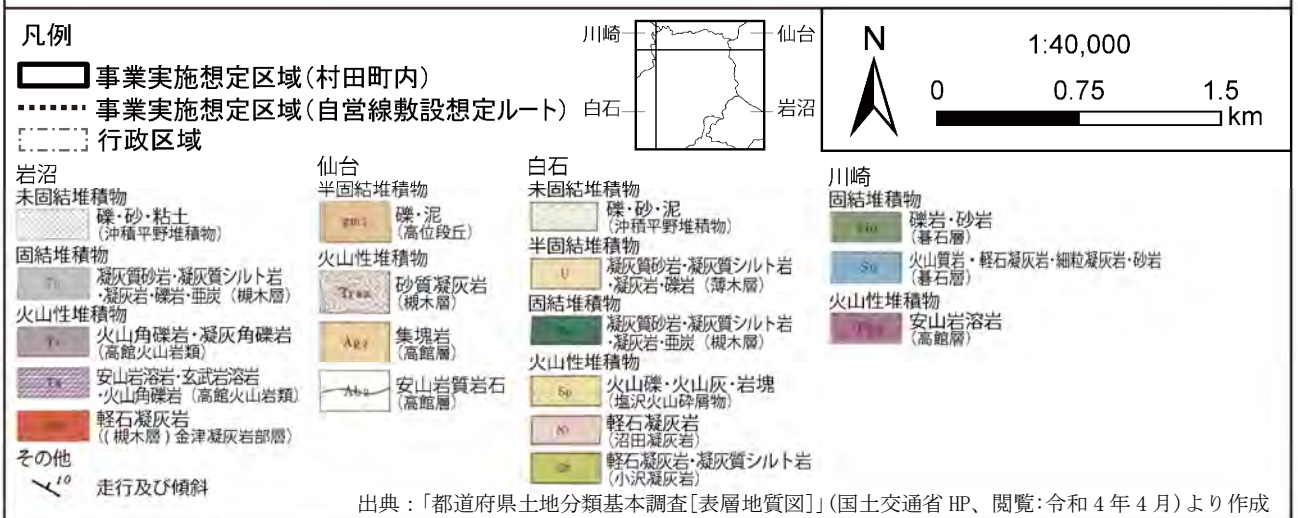 凡例
事業実施想定区域(村田町内)
事業実施想定区域(自営線敷設想定ルート)
行政区域
川崎
仙台
白石
岩沼
N
1:40,000
0 0.75 1.5
km
岩沼
未固結堆積物
礫・砂・粘土
(沖積平野堆積物)
固結堆積物
凝灰質砂岩・凝灰質シルト岩
・凝灰岩・礫岩・亜炭 (槻木層)
火山性堆積物
火山角礫岩・凝灰角礫岩
(高舘火山岩類)
安山岩溶岩・玄武岩溶岩
・火山角礫岩 (高舘火山岩類)
軽石凝灰岩
((槻木層)金津凝灰岩部層)
その他
10 走行及び傾斜
仙台
半固結堆積物
礫・泥
(高位段丘)
火山性堆積物
砂質凝灰岩
(槻木層)
Ag2 集塊岩
(高舘層)
安山岩質岩石
(高舘層)
白石
未固結堆積物
礫・砂・泥
(沖積平野堆積物)
半固結堆積物
U 凝灰質砂岩・凝灰質シルト岩
・凝灰岩・礫岩 (薄木層)
固結堆積物
凝灰質砂岩・凝灰質シルト岩
・凝灰岩・亜炭 (槻木層)
火山性堆積物
Sp 火山礫・火山灰・岩塊
(塩沢火山砕屑物)
軽石凝灰岩
(沼田凝灰岩)
軽石凝灰岩・凝灰質シルト岩
(小沢凝灰岩)
川崎
固結堆積物
礫岩・砂岩
(碁石層)
火山質岩・軽石凝灰岩・細粒凝灰岩・砂岩
(碁石層)
火山性堆積物
安山岩溶岩
(高舘層)
出典:「都道府県土地分類基本調査[表層地質図]」(国土交通省 HP、閲覧:令和4年4月)より作成